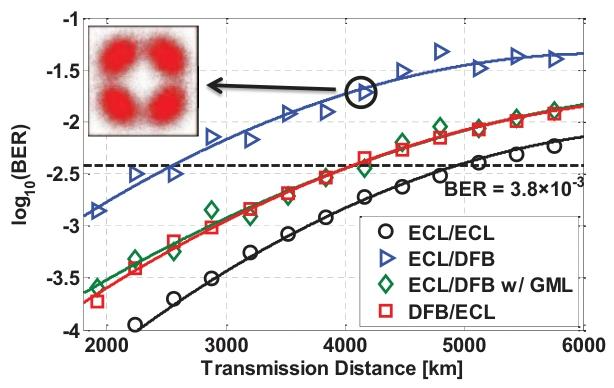 -1
-1.5
-2
-2.5
-3
-3.5
-4
log10(BER)
BER = 3.8×10-3
ECL/ECL
ECL/DFB
ECL/DFB w/ GML
DFB/ECL
2000 3000 4000 5000 6000
Transmission Distance [km]